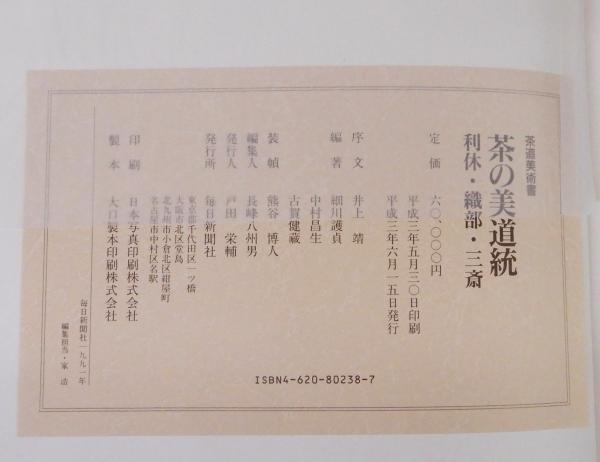 茶道美術書
茶の美道統
利休・織部・三斎
定価 六〇、〇〇〇円
平成三年五月三〇日印刷
平成三年六月一五日発行
序文 井上 靖
編著 細川護貞
中村昌生
古賀健蔵
装幀 熊谷博人
編集人 長峰八州男
発行人 戸田栄輔
発行所 毎日新聞社
東京都千代田区一ツ橋
大阪市北区堂島
北九州市小倉北区紺屋町
名古屋市中村区名駅
印刷 日本写真印刷株式会社
製本 大口製本印刷株式会社
毎日新聞社 一九九一年
編集担当・家 造
ISBN4-620-80238-7